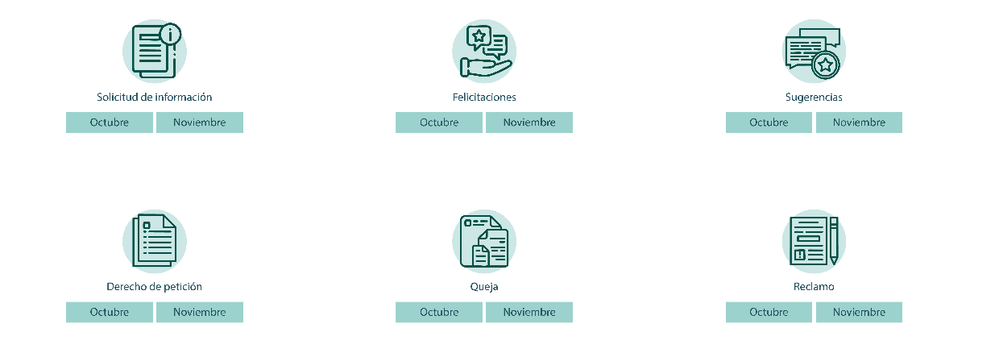 Solicitud de información
Octubre Noviembre
Felicitaciones
Octubre Noviembre
Sugerencias
Octubre Noviembre
Derecho de petición
Octubre Noviembre
Queja
Octubre Noviembre
Reclamo
Octubre Noviembre